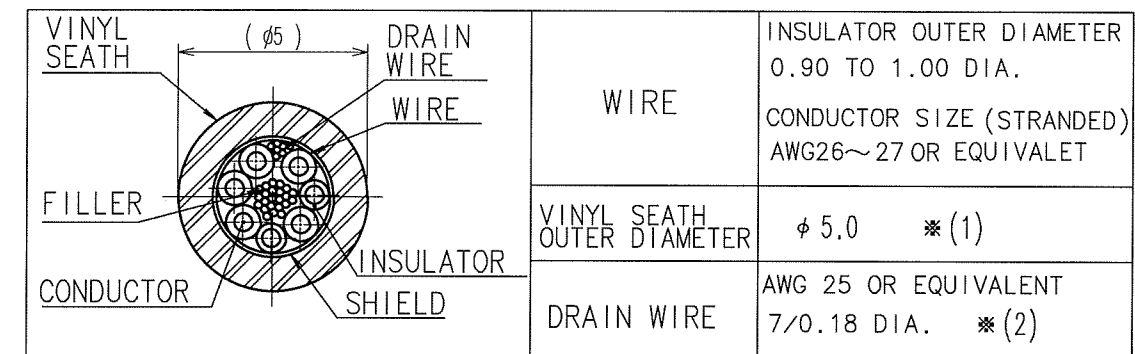 VINYL
SEATH
( φ5 )
DRAIN
WIRE
WIRE
FILLER
CONDUCTOR
INSULATOR
SHIELD
WIRE
INSULATOR OUTER DIAMETER
0.90 TO 1.00 DIA.
CONDUCTOR SIZE (STRANDED)
AWG26～27 OR EQUIVALET
VINYL SEATH
OUTER DIAMETER
φ 5.0 ※(1)
DRAIN WIRE
AWG 25 OR EQUIVALENT
7/0.18 DIA. ※(2)